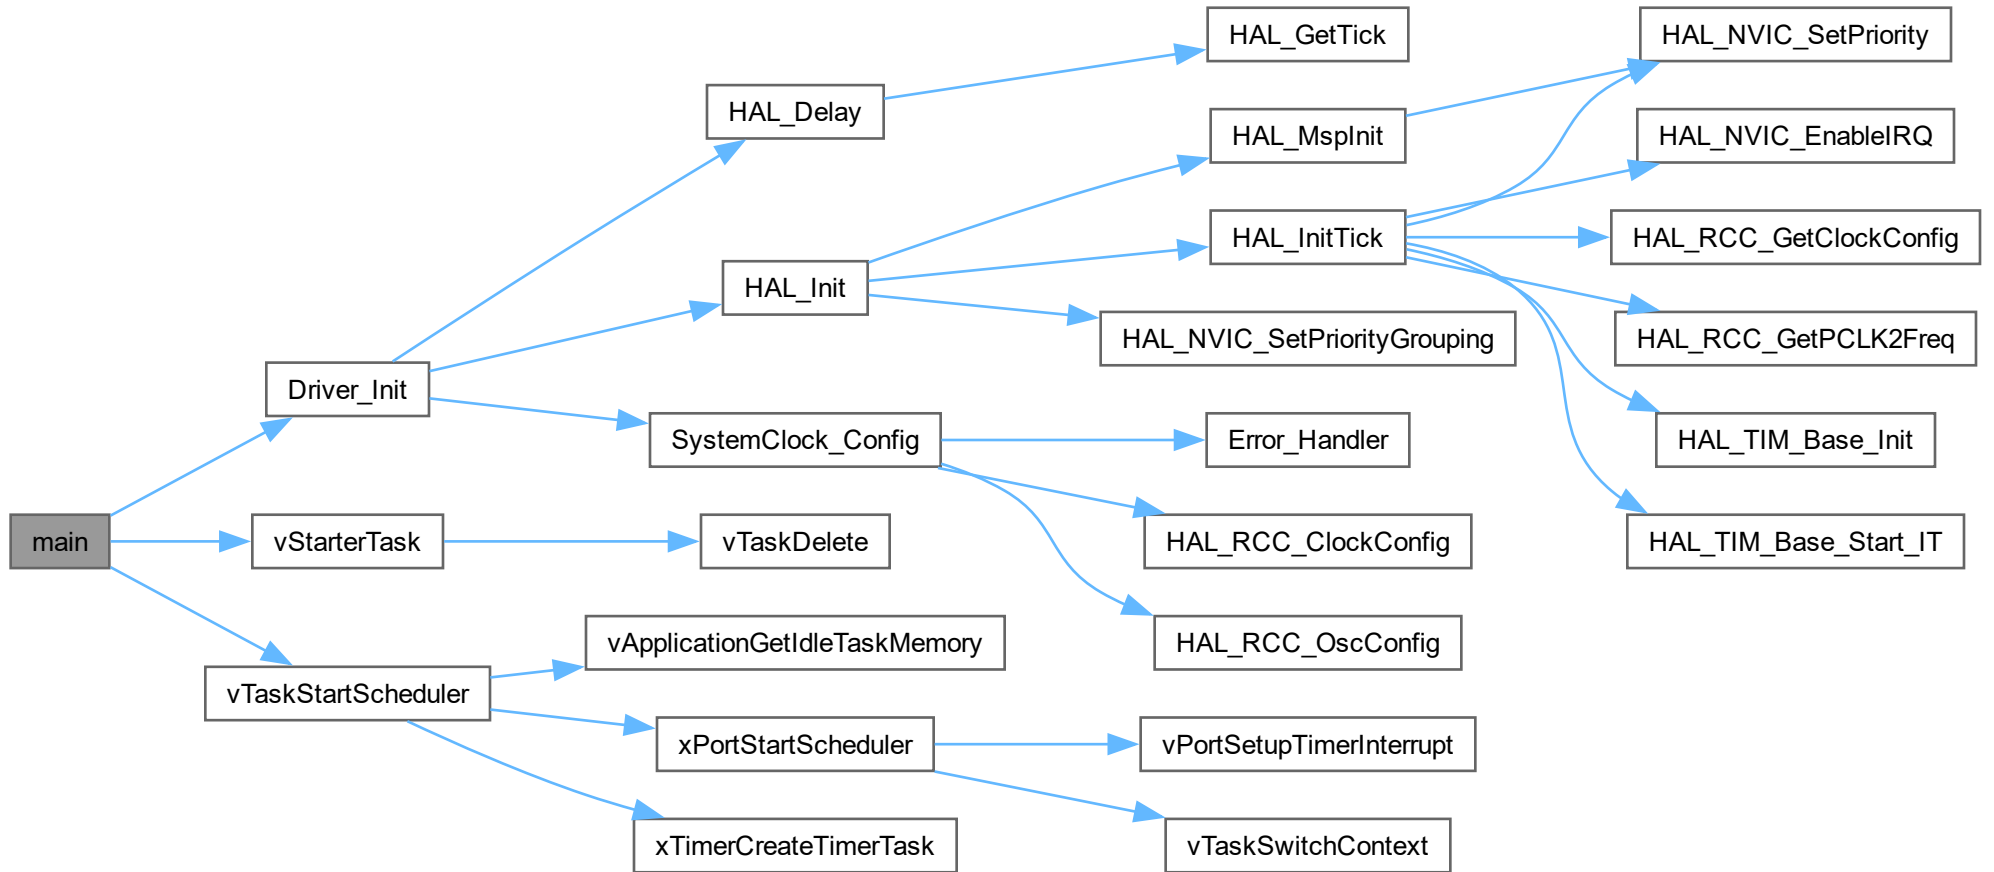 main
Driver_Init
HAL_Delay
HAL_GetTick
HAL_Init
HAL_MspInit
HAL_NVIC_SetPriority
HAL_InitTick
HAL_NVIC_EnableIRQ
HAL_RCC_GetClockConfig
HAL_RCC_GetPCLK2Freq
HAL_TIM_Base_Init
HAL_TIM_Base_Start_IT
HAL_NVIC_SetPriorityGrouping
SystemClock_Config
Error_Handler
HAL_RCC_ClockConfig
HAL_RCC_OscConfig
vStarterTask
vTaskDelete
vTaskStartScheduler
vApplicationGetIdleTaskMemory
xPortStartScheduler
vPortSetupTimerInterrupt
vTaskSwitchContext
xTimerCreateTimerTask